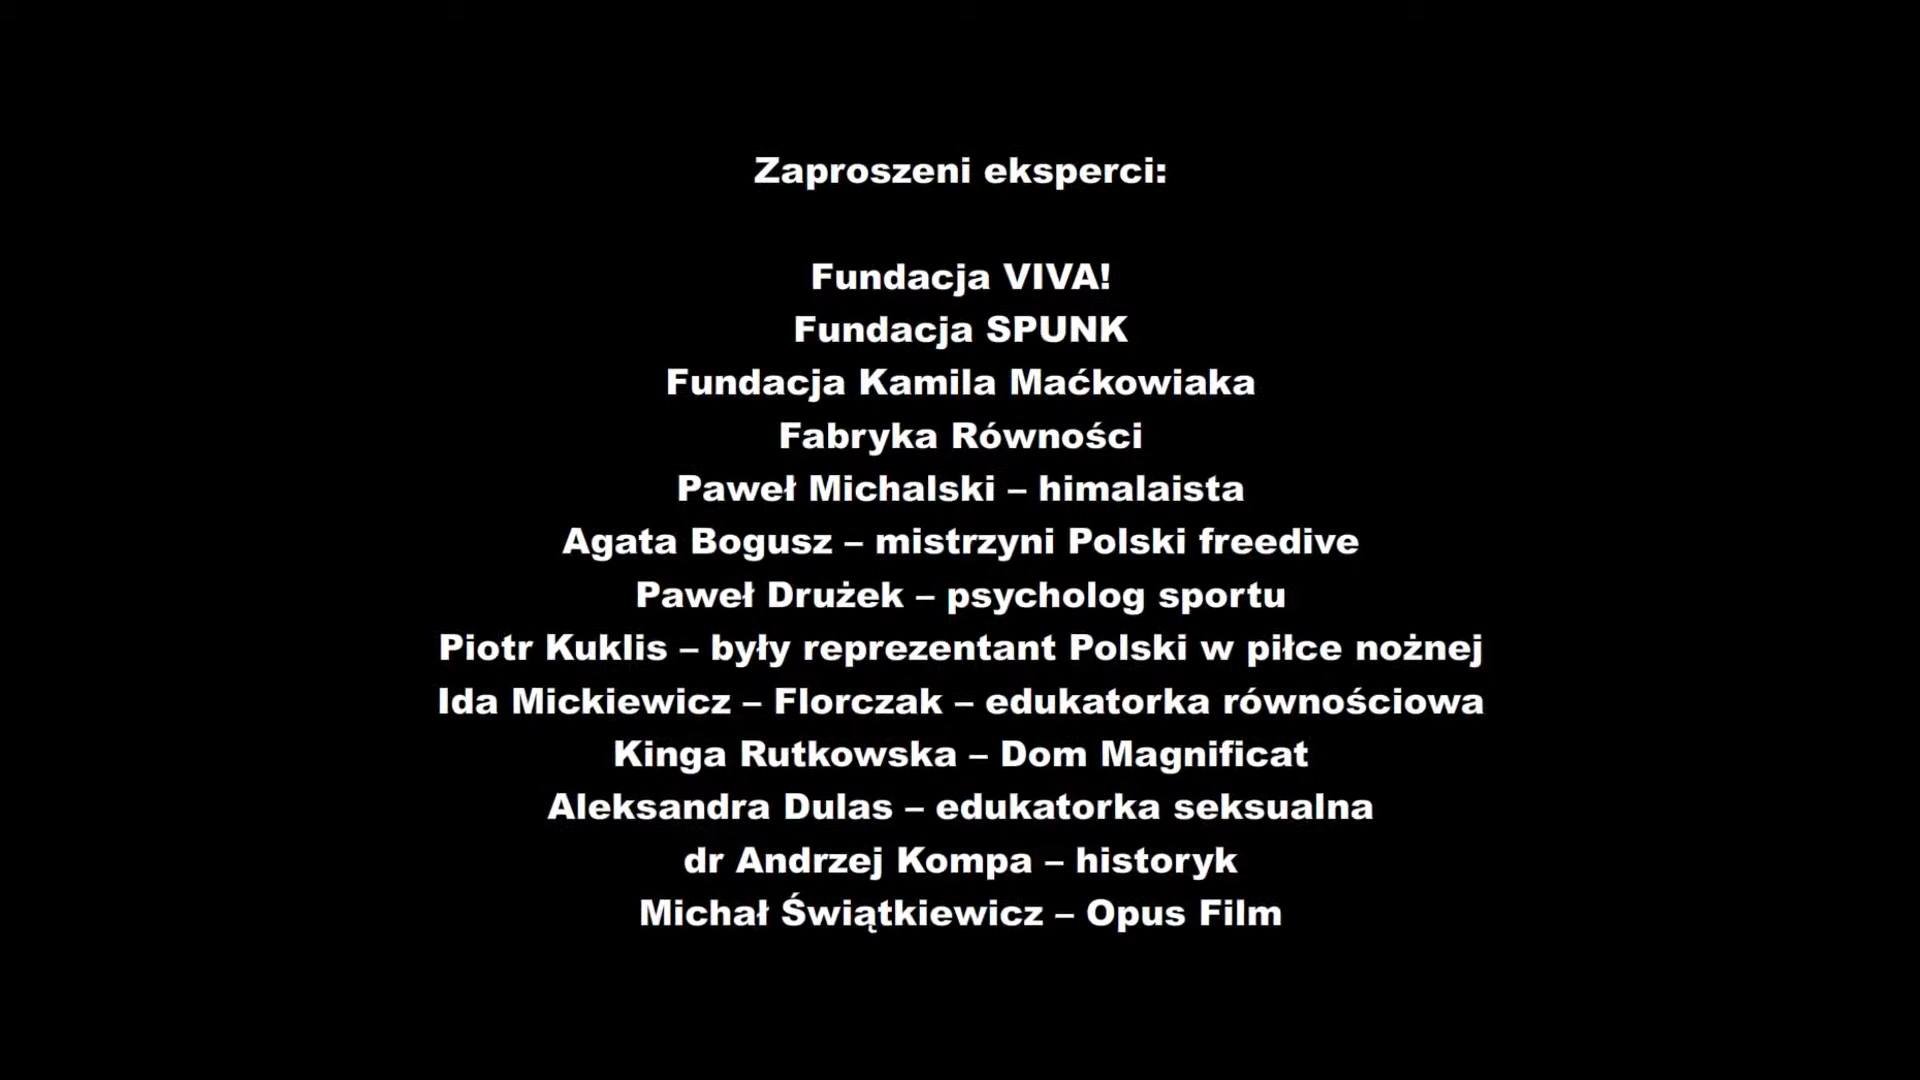 Zaproszeni eksperci:
Fundacja VIVA!
Fundacja SPUNK
Fundacja Kamila Maćkowiaka
Fabryka Równości
Paweł Michalski – himalaista
Agata Bogusz – mistrzyni Polski freedive
Paweł Drużek – psycholog sportu
Piotr Kuklis – były reprezentant Polski w piłce nożnej
Ida Mickiewicz – Florczak – edukatorka równościowa
Kinga Rutkowska – Dom Magnificat
Aleksandra Dulas – edukatorka seksualna
dr Andrzej Kompa – historyk
Michał Świątkiewicz – Opus Film